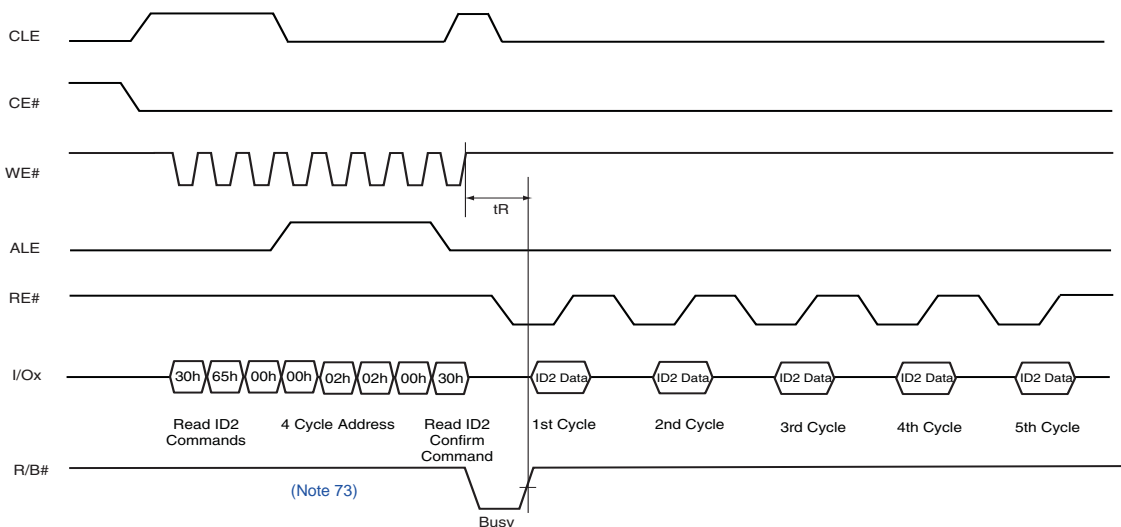 CLE
CE#
WE#
tR
ALE
RE#
I/Ox
30h 65h 00h 00h 02h 02h 00h 30h ID2 Data ID2 Data ID2 Data ID2 Data ID2 Data
Read ID2 Commands
4 Cycle Address
Read ID2 Confirm Command
1st Cycle
2nd Cycle
3rd Cycle
4th Cycle
5th Cycle
R/B#
(Note 73)
Busy